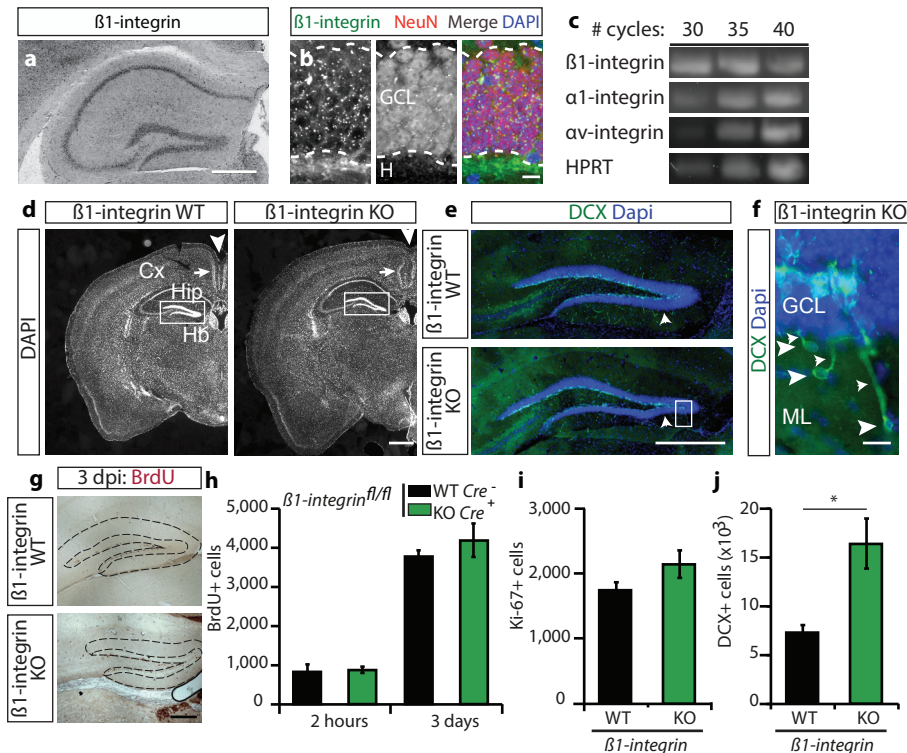 ß1-integrin
a
ß1-integrin NeuN Merge DAPI
b
GCL
H
c # cycles: 30 35 40
ß1-integrin
α1-integrin
αv-integrin
HPRT
d ß1-integrin WT ß1-integrin KO
DAPI
Cx
Hip
Hb
e DCX Dapi
ß1-integrin
WT
ß1-integrin
KO
f ß1-integrin KO
DCX Dapi
GCL
ML
g 3 dpi: BrdU
ß1-integrin
WT
ß1-integrin
KO
h ß1-integrinfl/fl
WT Cre-
KO Cre+
BrdU+ cells
5,000
4,000
3,000
2,000
1,000
0
2 hours 3 days
i
Ki-67+ cells
3,000
2,000
1,000
0
WT KO
ß1-integrin
j
DCX+ cells (x10³)
20
15
10
5
0
*
WT KO
ß1-integrin